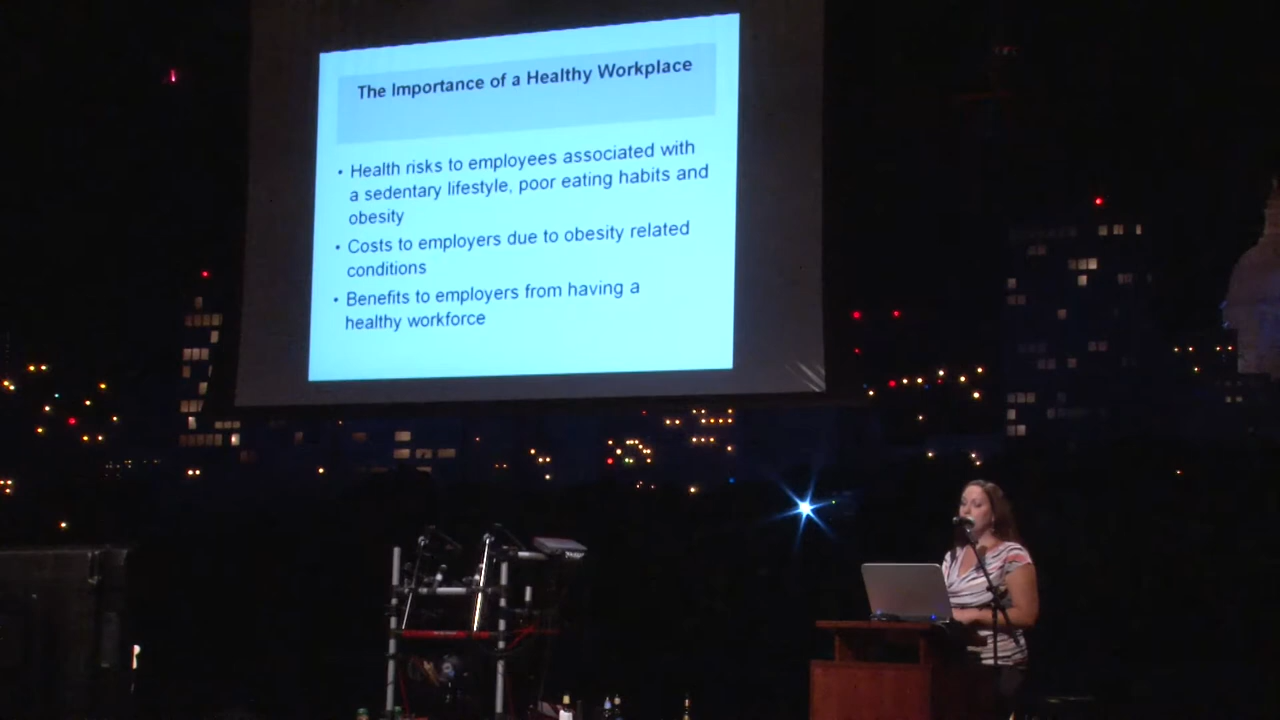 The Importance of a Healthy Workplace
• Health risks to employees associated with
a sedentary lifestyle, poor eating habits and
obesity
• Costs to employers due to obesity related
conditions
• Benefits to employers from having a
healthy workforce